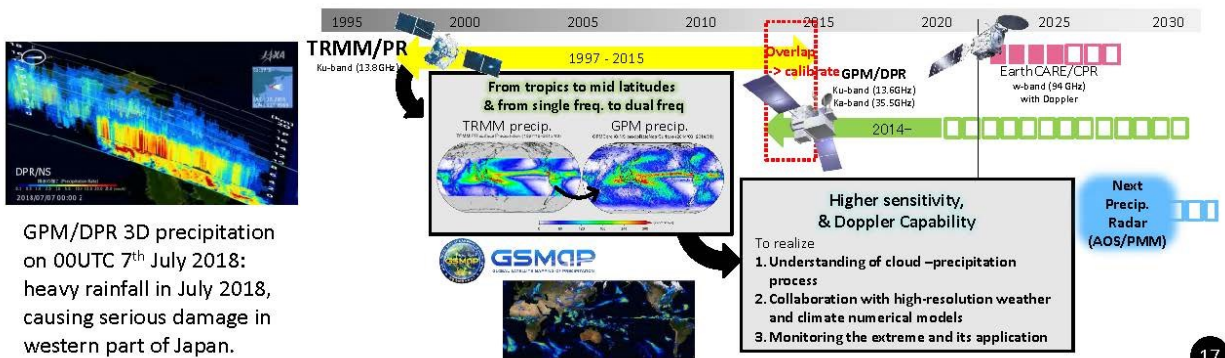 1995
2000
2005
2010
2015
2020
2025
2030
TRMM/PR
Ku-band (13.8GHz)
1997 - 2015
Overlap
-> calibrate
GPM/DPR
Ku-band (13.6GHz)
Ka-band (35.5GHz)
2014-
EarthCARE/CPR
w-band (94 GHz)
with Doppler
JAXA
DPR/NS
2018/07/07 00:00 Z
GPM/DPR 3D precipitation
on 00UTC 7th July 2018:
heavy rainfall in July 2018,
causing serious damage in
western part of Japan.
From tropics to mid latitudes
& from single freq. to dual freq
TRMM precip.
GPM precip.
GSMaP
GSMaP
GLOBAL SATELLITE MAPPING OF PRECIPITATION
Higher sensitivity,
& Doppler Capability
To realize
1. Understanding of cloud –precipitation
process
2. Collaboration with high-resolution weather
and climate numerical models
3. Monitoring the extreme and its application
Next
Precip.
Radar
(AOS/PMM)
17